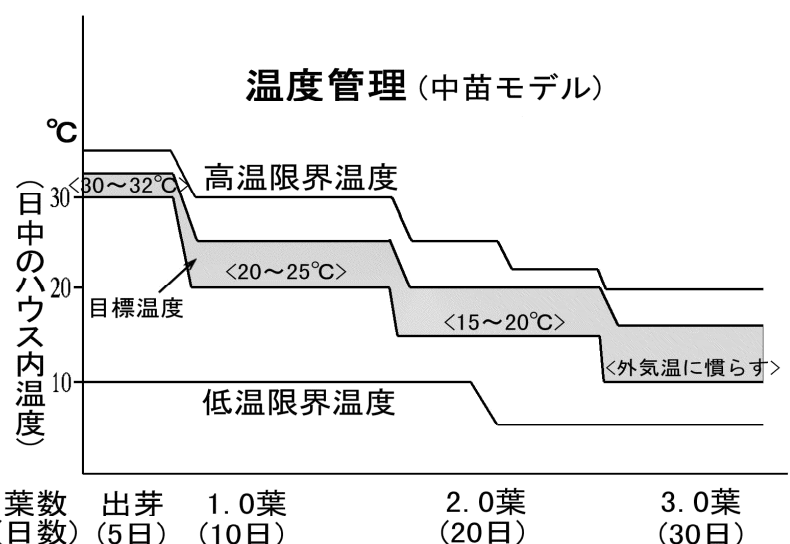 温度管理(中苗モデル)
℃
(日中のハウス内温度)
30
20
10
高温限界温度
<30~32℃>
<20~25℃>
目標温度
<15~20℃>
<外気温に慣らす>
低温限界温度
葉数 出芽 1.0葉 2.0葉 3.0葉
(日数) (5日) (10日) (20日) (30日)